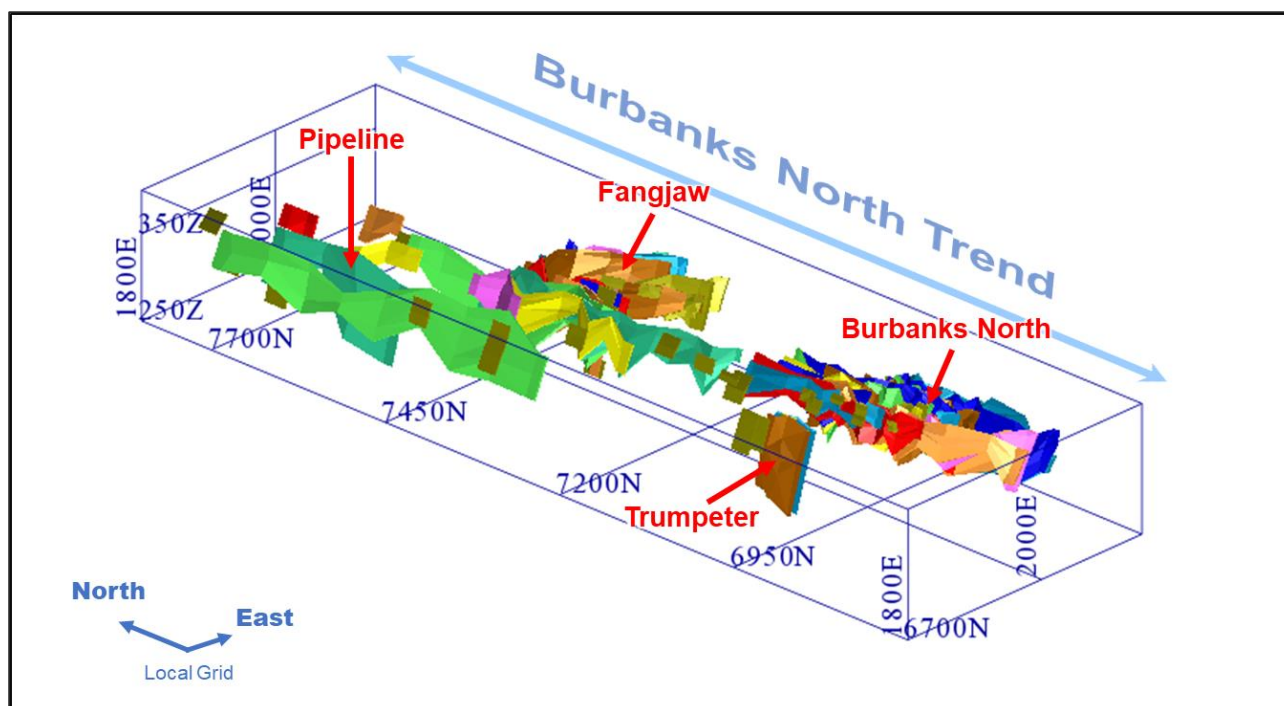 Burbanks North Trend
Pipeline
Fangjaw
350Z
1800E
250Z
7700N
Burbanks North
7450N
7200N
Trumpeter
6950N
2000E
1800E
6700N
North
East
Local Grid